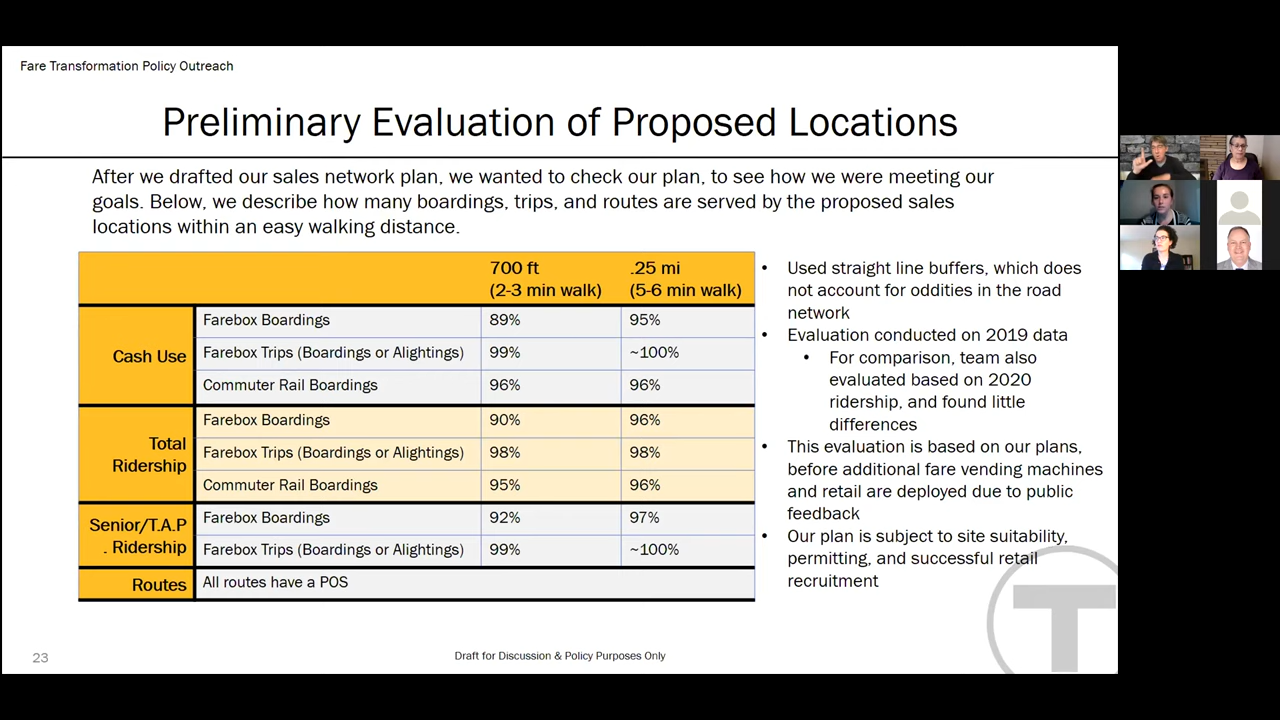 Fare Transformation Policy Outreach
Preliminary Evaluation of Proposed Locations
After we drafted our sales network plan, we wanted to check our plan, to see how we were meeting our
goals. Below, we describe how many boardings, trips, and routes are served by the proposed sales
locations within an easy walking distance.
700 ft
(2-3 min walk)
.25 mi
(5-6 min walk)
Cash Use
Farebox Boardings 89% 95%
Farebox Trips (Boardings or Alightings) 99% ~100%
Commuter Rail Boardings 96% 96%
Total
Ridership
Farebox Boardings 90% 96%
Farebox Trips (Boardings or Alightings) 98% 98%
Commuter Rail Boardings 95% 96%
Senior/T.A.P
. Ridership
Farebox Boardings 92% 97%
Farebox Trips (Boardings or Alightings) 99% ~100%
Routes All routes have a POS
• Used straight line buffers, which does
not account for oddities in the road
network
• Evaluation conducted on 2019 data
• For comparison, team also
evaluated based on 2020
ridership, and found little
differences
• This evaluation is based on our plans,
before additional fare vending machines
and retail are deployed due to public
feedback
• Our plan is subject to site suitability,
permitting, and successful retail
recruitment
T
23
Draft for Discussion & Policy Purposes Only